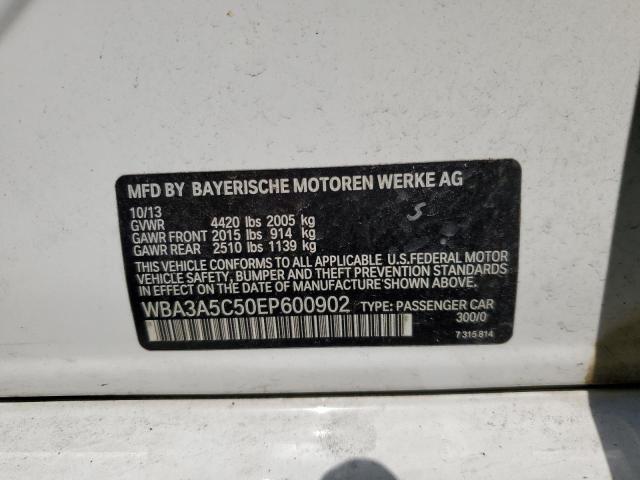 MFD BY BAYERISCHE MOTOREN WERKE AG
10/13
GVWR 4420 lbs 2005 kg
GAWR FRONT 2015 lbs 914 kg
GAWR REAR 2510 lbs 1139 kg
THIS VEHICLE CONFORMS TO ALL APPLICABLE U.S.FEDERAL MOTOR
VEHICLE SAFETY, BUMPER, AND THEFT PREVENTION STANDARDS
IN EFFECT ON THE DATE OF MANUFACTURE SHOWN ABOVE.
WBA3A5C50EP600902 TYPE: PASSENGER CAR
300/0
7 315 814